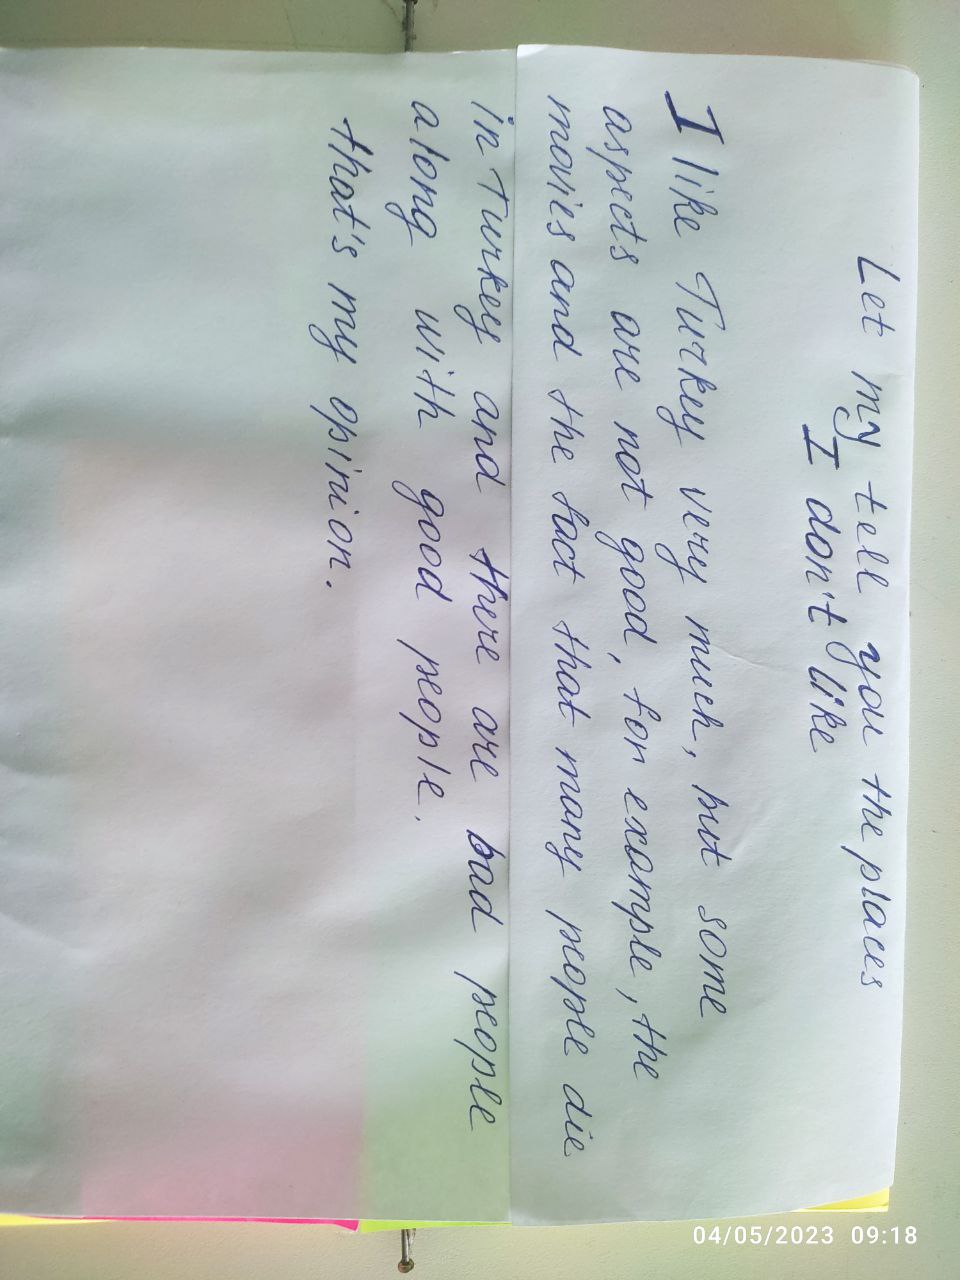 Let my tell you the places
I don't like
I like Turkey very much, but some
aspects are not good, for example, the
movies and the fact that many people die
in Turkey and there are bad people
along with good people.
that's my opinion.
04/05/2023 09:18